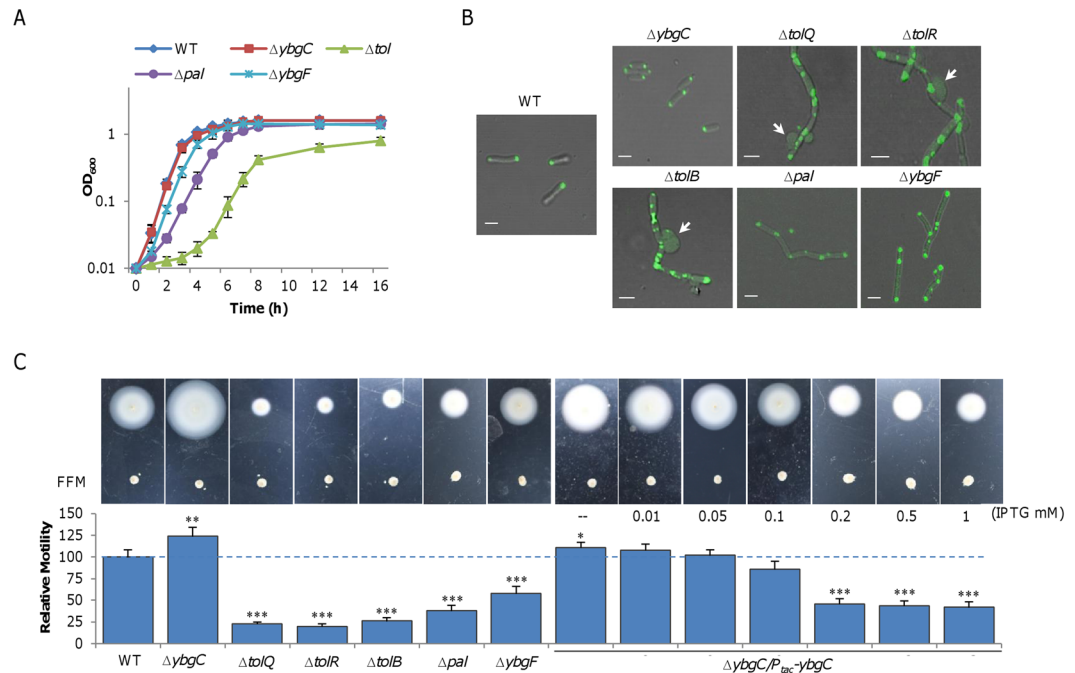 A
WT
ΔybgC
Δtol
Δpal
ΔybgF
OD600
1
0.1
0.01
0 2 4 6 8 10 12 14 16
Time (h)
B
WT
ΔybgC
ΔtolQ
ΔtolR
ΔtolB
Δpal
ΔybgF
C
FFM
-- 0.01 0.05 0.1 0.2 0.5 1 (IPTG mM)
Relative Motility
150
125
100
75
50
25
0
** *** *** *** *** *** * *** *** ***
WT ΔybgC ΔtolQ ΔtolR ΔtolB Δpal ΔybgF
ΔybgC/Ptac-ybgC